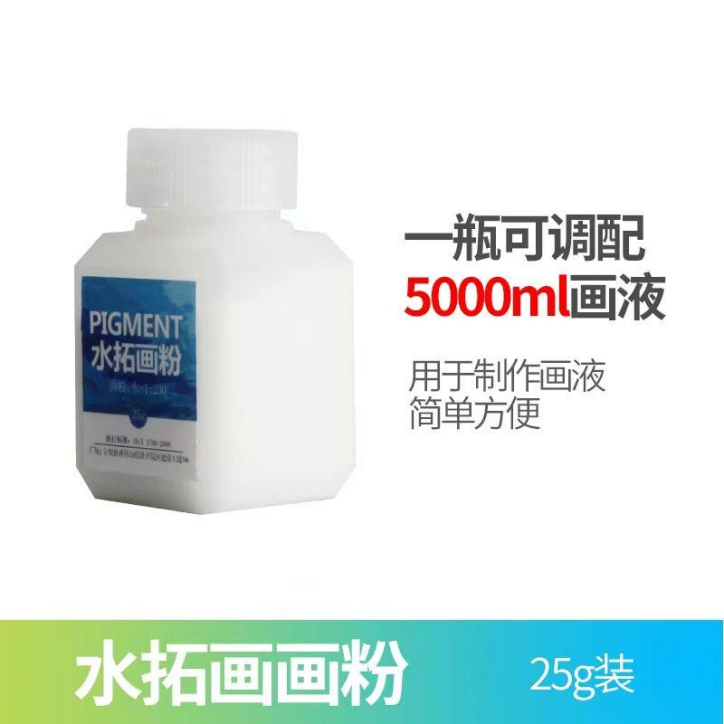 一瓶可调配
5000ml画液
用于制作画液
简单方便
PIGMENT
水拓画粉
25g
水拓画画粉
25g装